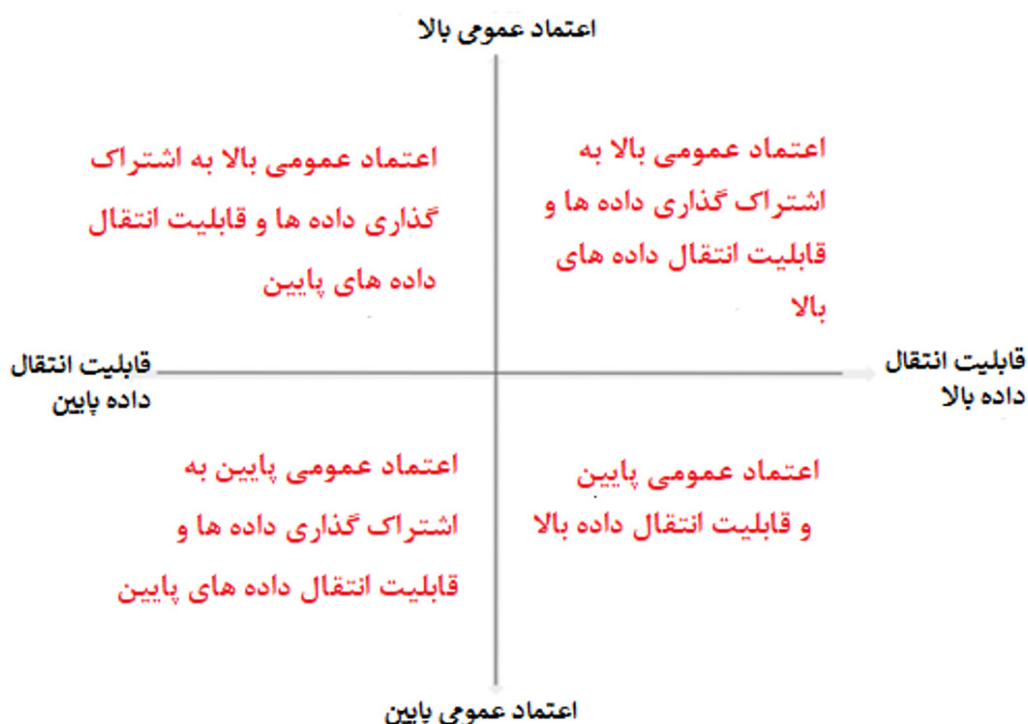 اعتماد عمومی بالا
اعتماد عمومی بالا به
اشتراک گذاری داده ها و
قابلیت انتقال داده های
بالا
اعتماد عمومی بالا به اشتراک
گذاری داده ها و قابلیت انتقال
داده های پایین
قابلیت انتقال
داده بالا
قابلیت انتقال
داده پایین
اعتماد عمومی پایین
و قابلیت انتقال داده بالا
اعتماد عمومی پایین به
اشتراک گذاری داده ها و
قابلیت انتقال داده های پایین
اعتماد عمومی پایین